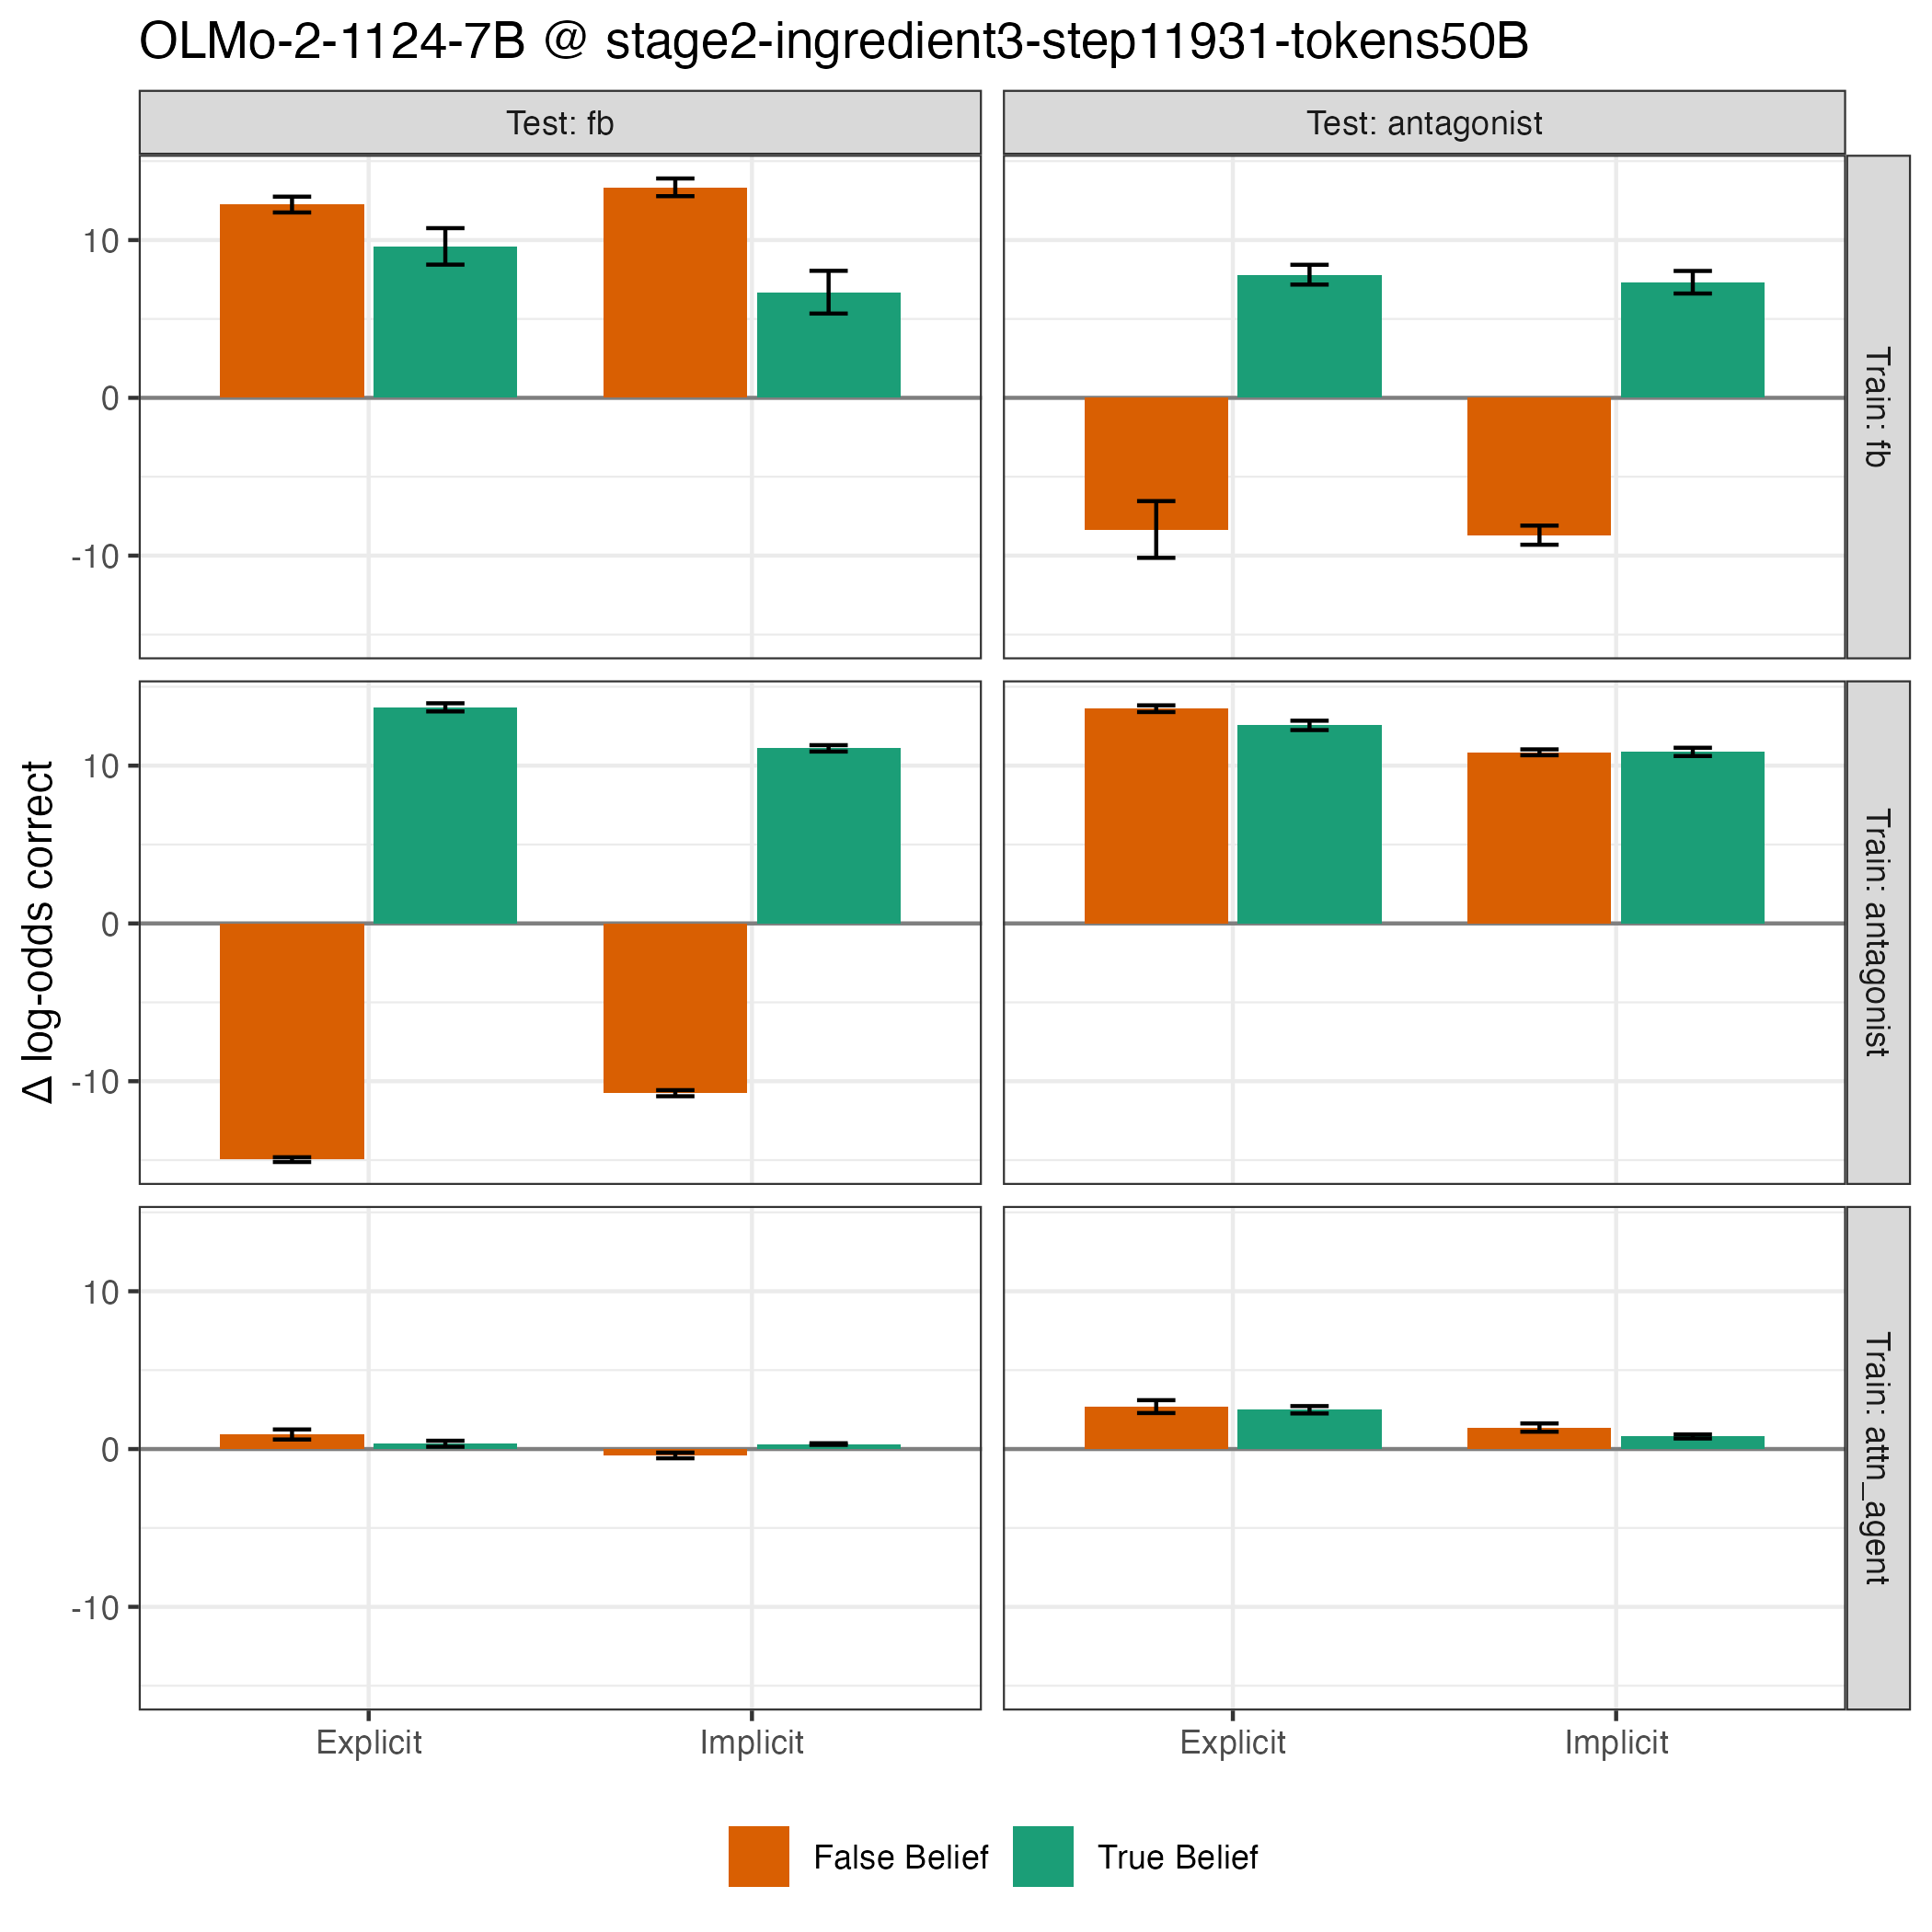 OLMo-2-1124-7B @ stage2-ingredient3-step11931-tokens50B
Test: fb
Test: antagonist
10
0
-10
Train: fb
Δ log-odds correct
10
0
-10
Train: antagonist
10
0
-10
Train: attn_agent
Explicit
Implicit
Explicit
Implicit
False Belief
True Belief